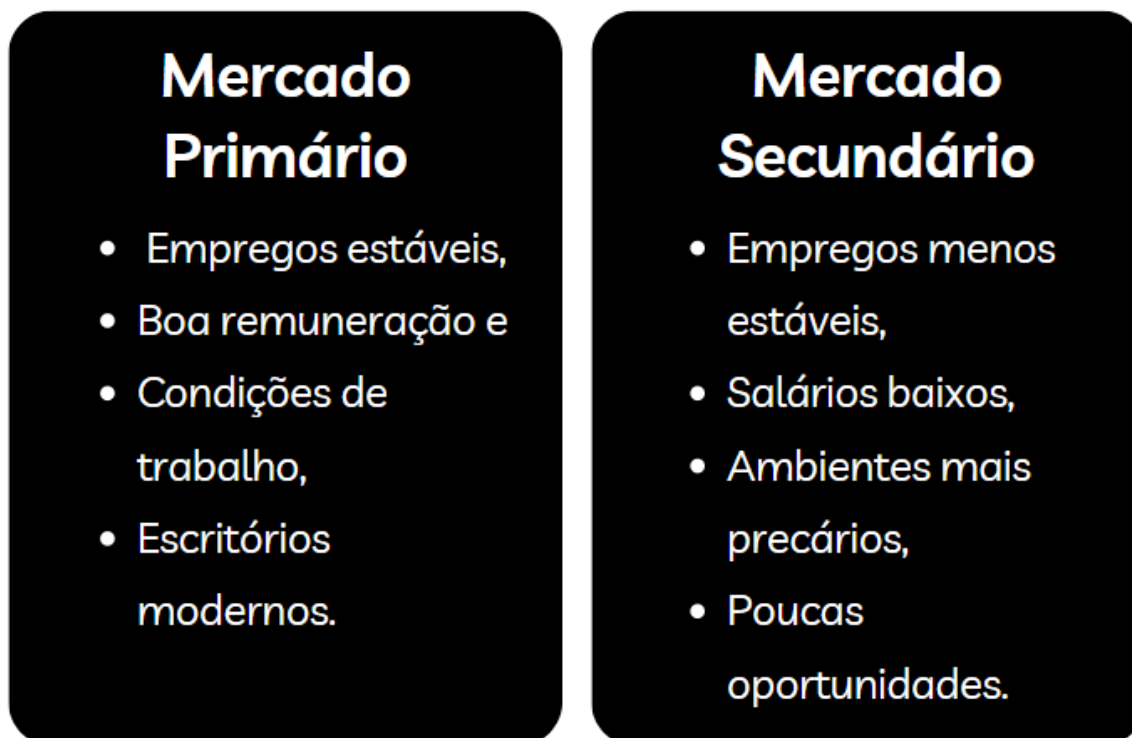 Mercado
Primário
• Empregos estáveis,
• Boa remuneração e
• Condições de
trabalho,
• Escritórios
modernos.
Mercado
Secundário
• Empregos menos
estáveis,
• Salários baixos,
• Ambientes mais
precários,
• Poucas
oportunidades.